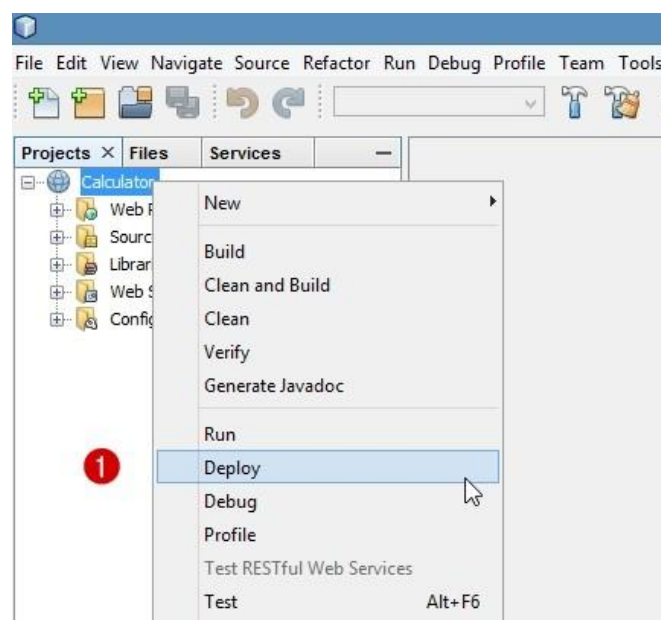 File Edit View Navigate Source Refactor Run Debug Profile Team Tools
Projects × Files Services
Calculator
Web
New
Sourc
Build
Librar
Clean and Build
Web
Config
Clean
Verify
Generate Javadoc
Run
1
Deploy
Debug
Profile
Test RESTful Web Services
Test Alt+F6